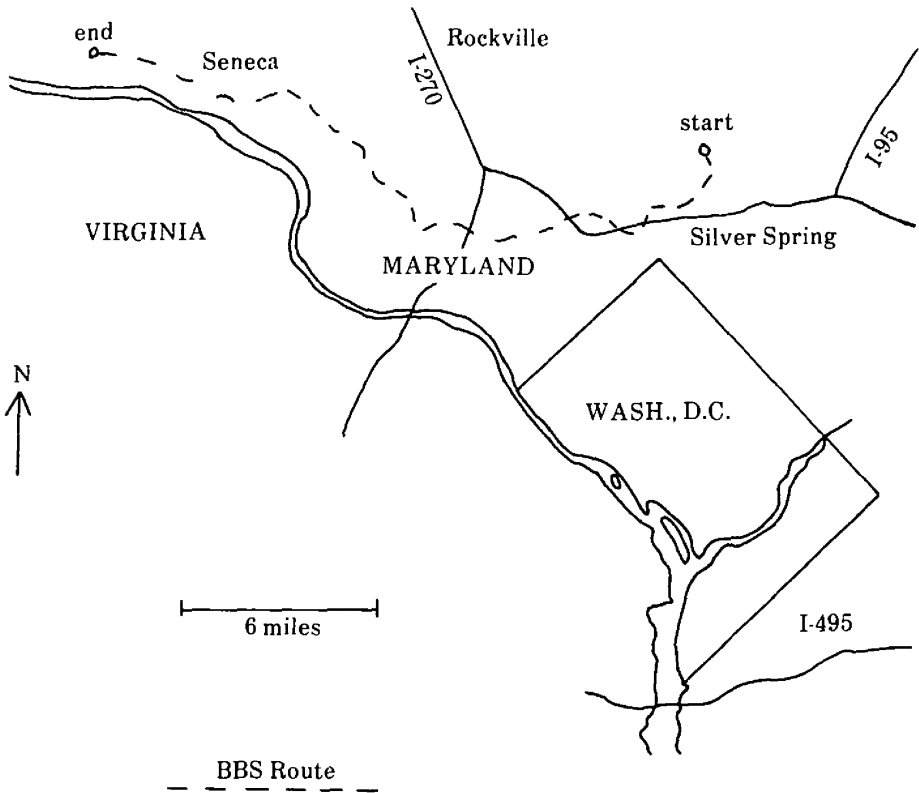 end
Seneca
Rockville
I-270
start
I-95
VIRGINIA
Silver Spring
MARYLAND
N
WASH., D.C.
6 miles
I-495
BBS Route